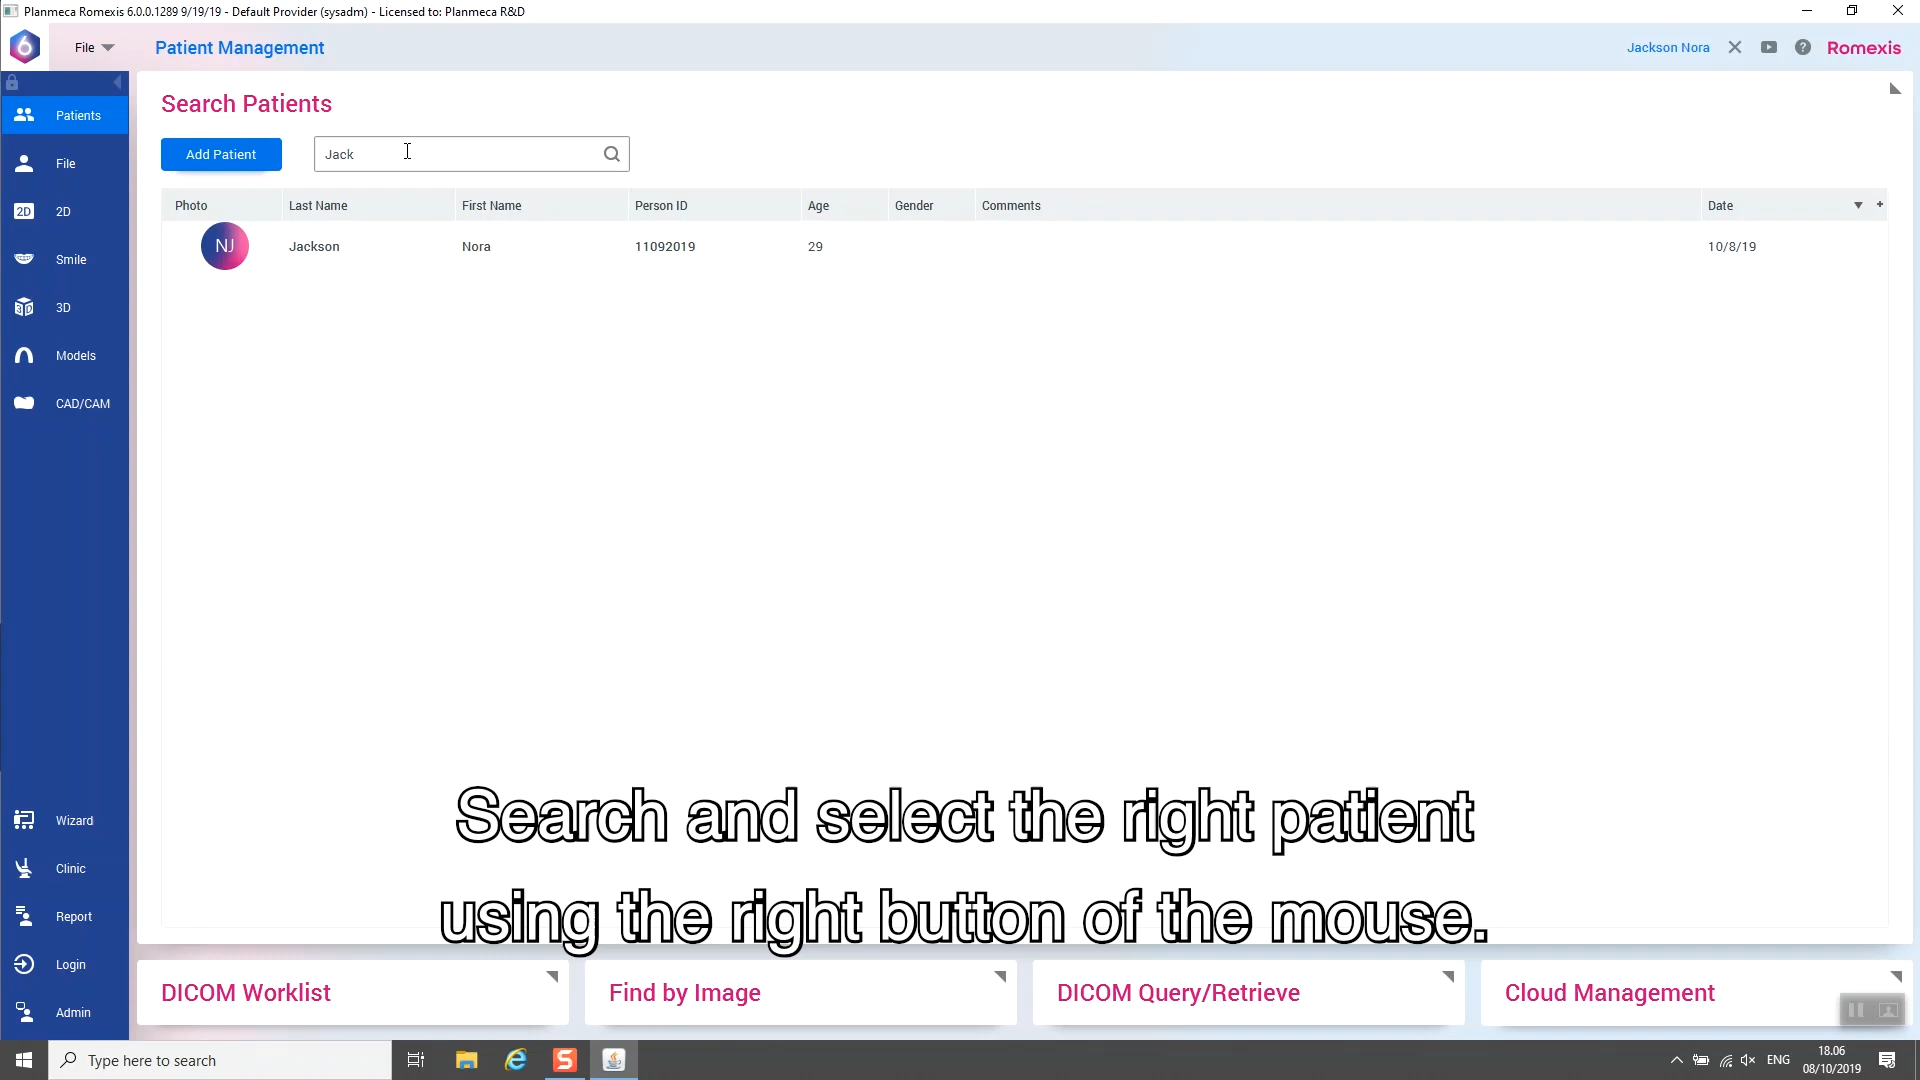 Planmeca Romexis 6.0.0.1289 9/19/19 - Default Provider (sysadm) - Licensed to: Planmeca R&D
6
File
Patient Management
Jackson Nora
?
Romexis
Patients
File
2D 2D
Smile
3D 3D
Models
CAD/CAM
Wizard
Clinic
Report
Login
Admin
Search Patients
Add Patient
Jack
Photo Last Name First Name Person ID Age Gender Comments Date +
NJ Jackson Nora 11092019 29 10/8/19
Search and select the right patient
using the right button of the mouse.
DICOM Worklist
Find by Image
DICOM Query/Retrieve
Cloud Management
Type here to search
S
ENG
18.06
08/10/2019